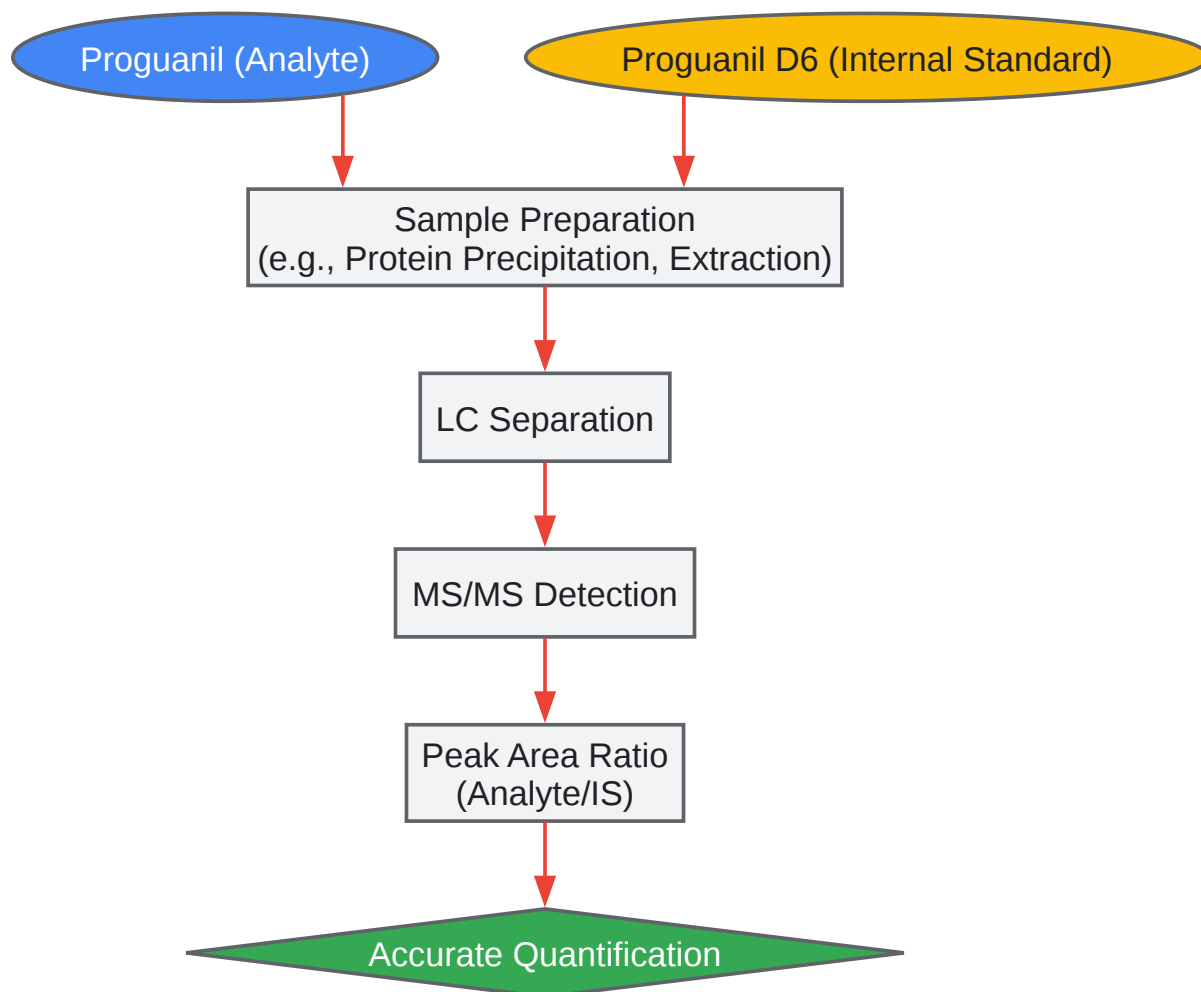 Proguanil (Analyte)
Proguanil D6 (Internal Standard)
Sample Preparation
(e.g., Protein Precipitation, Extraction)
LC Separation
MS/MS Detection
Peak Area Ratio
(Analyte/IS)
Accurate Quantification